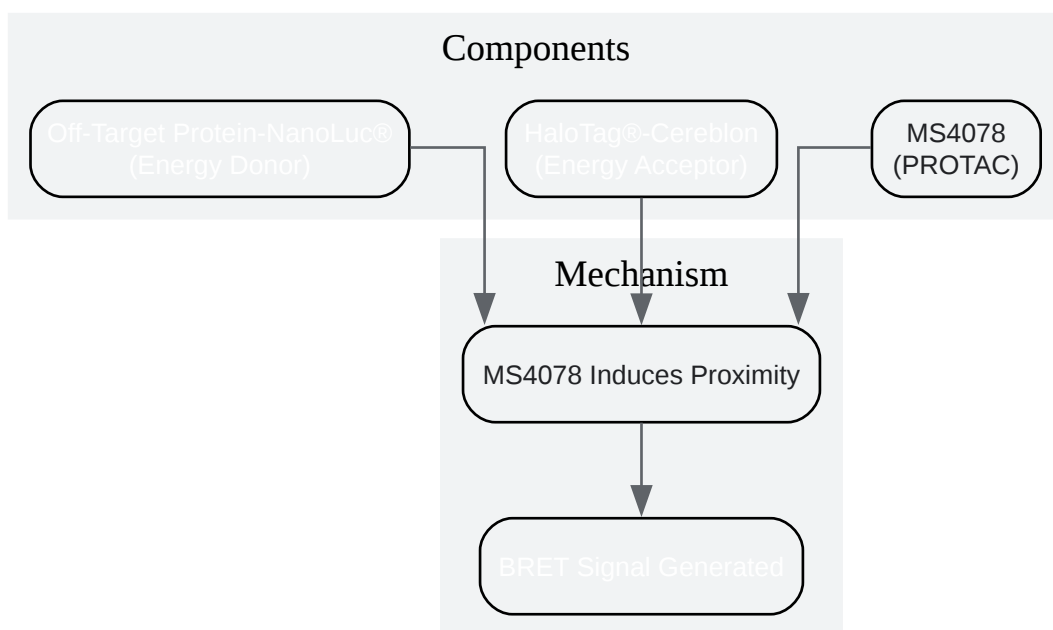 Components
Off-Target Protein-NanoLuc®
(Energy Donor)
HaloTag®-Cereblon
(Energy Acceptor)
MS4078
(PROTAC)
Mechanism
MS4078 Induces Proximity
BRET Signal Generated